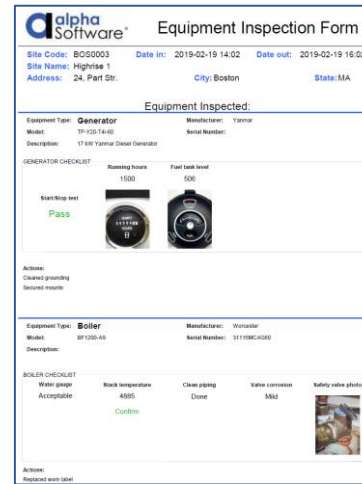 alpha Software® Equipment Inspection Form
Site Code: BOS0003 Date in: 2019-02-19 14:02 Date out: 2019-02-19 16:02
Site Name: Highrise 1
Address: 24, Part Str. City: Boston State: MA
Equipment Inspected:
Equipment Type: Generator Manufacturer: Yanmar
Model: TP-Y20-T4i-60 Serial Number:
Description: 17 kW Yanmar Diesel Generator
GENERATOR CHECKLIST
Running hours Fuel tank level
1500 506
Start/Stop test
Pass
QUARTZ
HOURS
Actions:
Cleaned grounding
Secured mounts
Equipment Type: Boiler Manufacturer: Worcester
Model: BF1200-AS Serial Number:
Description:
BOILER CHECKLIST
Water gauge Stack temperature Clean piping Valve corrosion Safety valve photo
Acceptable 4885 Done Mild
Confirm
Actions:
Replaced worn label